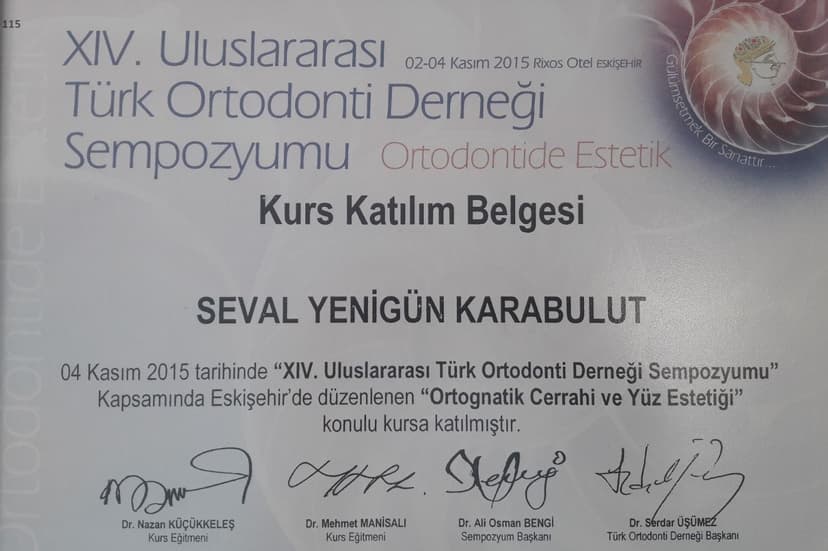 115
XIV. Uluslararası 02-04 Kasım 2015 Rixos Otel ESKİŞEHİR
Türk Ortodonti Derneği
Sempozyumu Ortodontide Estetik
Gülümsetmek Bir Sanattır...
Kurs Katılım Belgesi
SEVAL YENİGÜN KARABULUT
04 Kasım 2015 tarihinde “XIV. Uluslararası Türk Ortodonti Derneği Sempozyumu”
Kapsamında Eskişehir’de düzenlenen “Ortognatik Cerrahi ve Yüz Estetiği”
konulu kursa katılmıştır.
Dr. Nazan KÜÇÜKKELEŞ Dr. Mehmet MANİSALI Dr. Ali Osman BENGİ Dr. Serdar ÜŞÜMEZ
Kurs Eğitmeni Kurs Eğitmeni Sempozyum Başkanı Türk Ortodonti Derneği Başkanı
Ortodontide Estetik